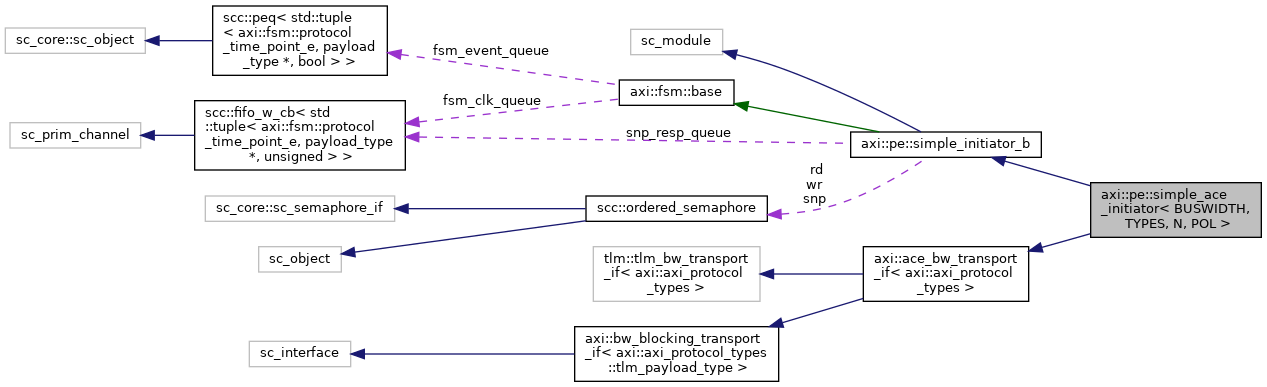 scc::peq< std::tuple
< axi::fsm::protocol
_time_point_e, payload
_type *, bool > >
sc_core::sc_object
fsm_event_queue
sc_module
axi::fsm::base
fsm_clk_queue
scc::fifo_w_cb< std
::tuple< axi::fsm::protocol
_time_point_e, payload_type
*, unsigned > >
sc_prim_channel
snp_resp_queue
axi::pe::simple_initiator_b
rd
wr
snp
axi::pe::simple_ace
_initiator< BUSWIDTH,
TYPES, N, POL >
sc_core::sc_semaphore_if
scc::ordered_semaphore
sc_object
tlm::tlm_bw_transport
_if< axi::axi_protocol
_types >
axi::ace_bw_transport
_if< axi::axi_protocol
_types >
axi::bw_blocking_transport
_if< axi::axi_protocol_types
::tlm_payload_type >
sc_interface